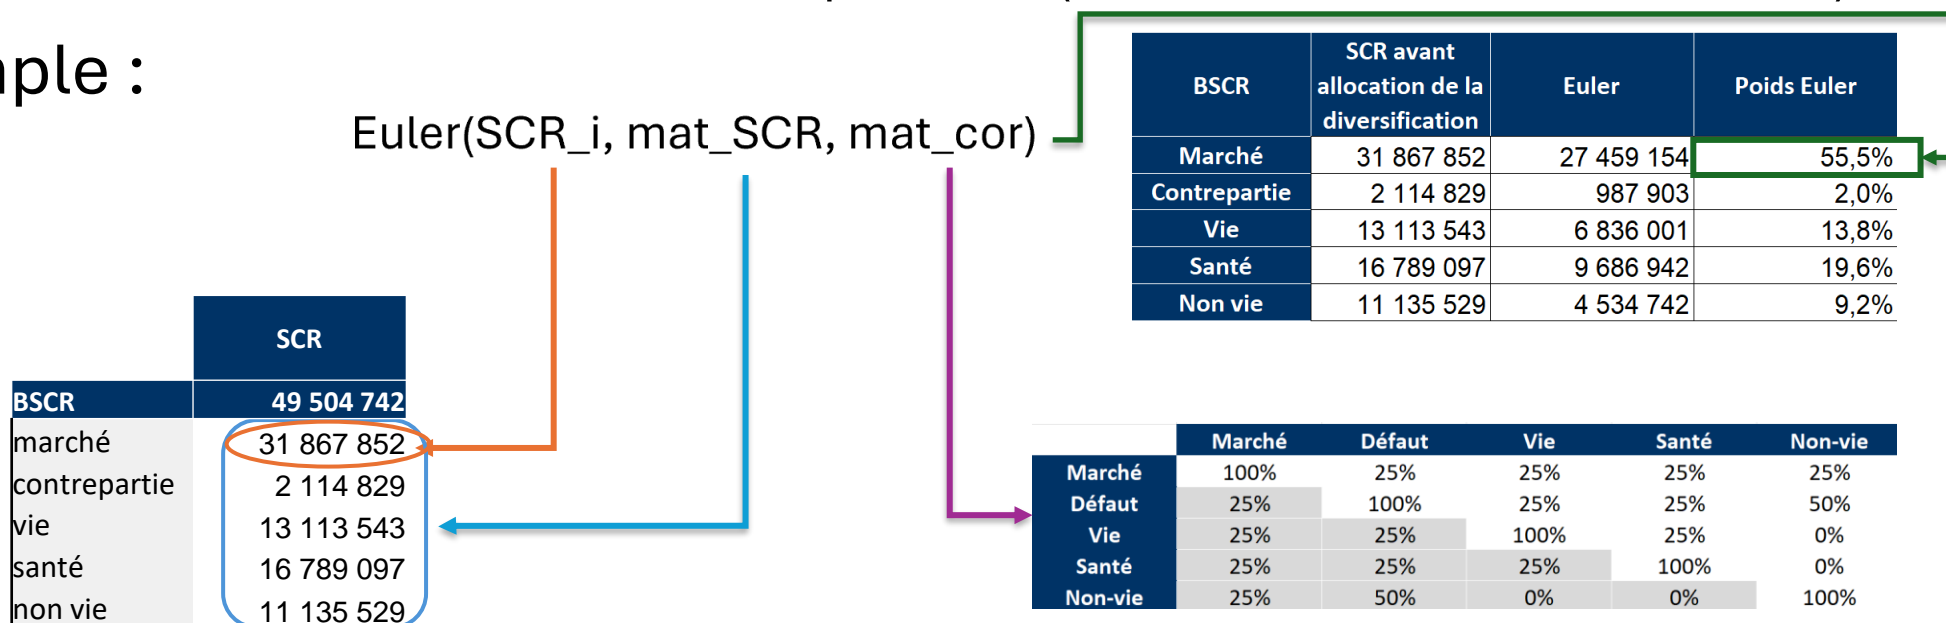 ple :
Euler(SCR_i, mat_SCR, mat_cor)
BSCR | SCR avant allocation de la diversification | Euler | Poids Euler
Marché | 31 867 852 | 27 459 154 | 55,5%
Contrepartie | 2 114 829 | 987 903 | 2,0%
Vie | 13 113 543 | 6 836 001 | 13,8%
Santé | 16 789 097 | 9 686 942 | 19,6%
Non vie | 11 135 529 | 4 534 742 | 9,2%
SCR
BSCR | 49 504 742
marché | 31 867 852
contrepartie | 2 114 829
vie | 13 113 543
santé | 16 789 097
non vie | 11 135 529
Marché | Défaut | Vie | Santé | Non-vie
Marché | 100% | 25% | 25% | 25% | 25%
Défaut | 25% | 100% | 25% | 25% | 50%
Vie | 25% | 25% | 100% | 25% | 0%
Santé | 25% | 25% | 25% | 100% | 0%
Non-vie | 25% | 50% | 0% | 0% | 100%